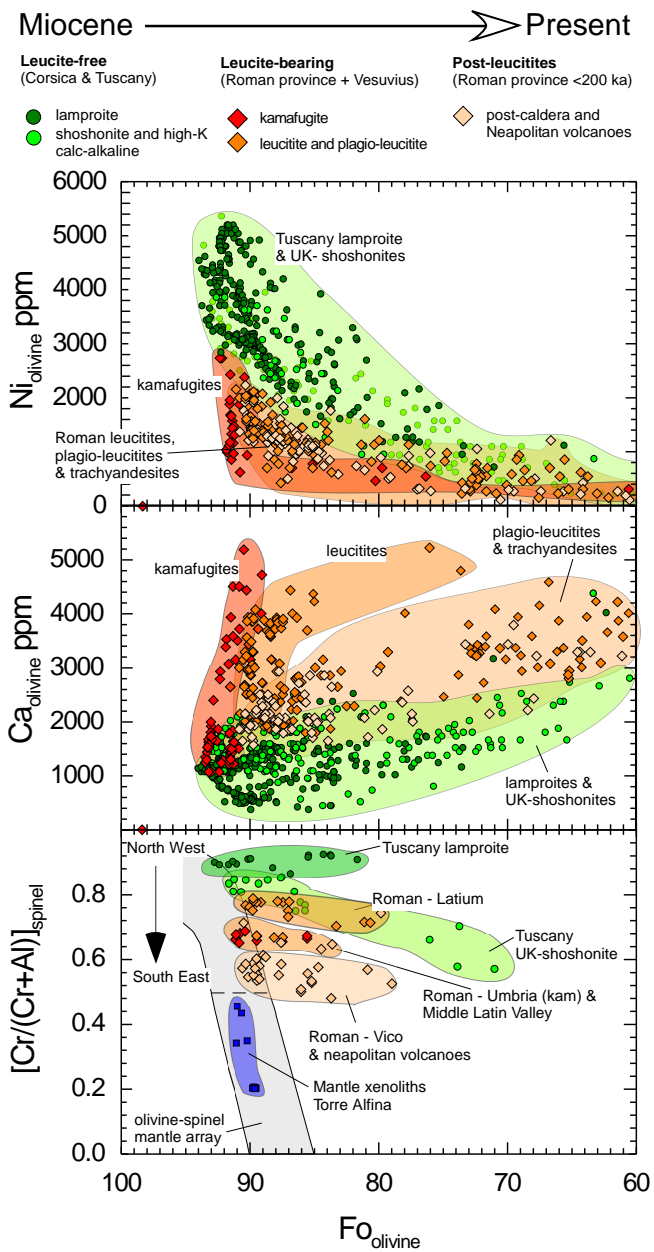 Miocene Present
Leucite-free
(Corsica & Tuscany)
Leucite-bearing
(Roman province + Vesuvius)
Post-leucitites
(Roman province <200 ka)
lamproite
shoshonite and high-K
calc-alkaline
kamafugite
leucitite and plagio-leucitite
post-caldera and
Neapolitan volcanoes
6000
5000
4000
3000
2000
1000
0
Ni olivine ppm
Tuscany lamproite
& UK- shoshonites
kamafugites
Roman leucitites,
plagio-leucitites
& trachyandesites
5000
4000
3000
2000
1000
Ca olivine ppm
kamafugites
leucitites
plagio-leucitites
& trachyandesites
lamproites &
UK-shoshonites
0.8
0.6
0.4
0.2
0.0
[Cr/(Cr+Al)]spinel
North West
South East
Tuscany lamproite
Roman - Latium
Tuscany
UK-shoshonite
Roman - Umbria (kam) &
Middle Latin Valley
Roman - Vico
& neapolitan volcanoes
Mantle xenoliths
Torre Alfina
olivine-spinel
mantle array
100 90 80 70 60
Fo olivine